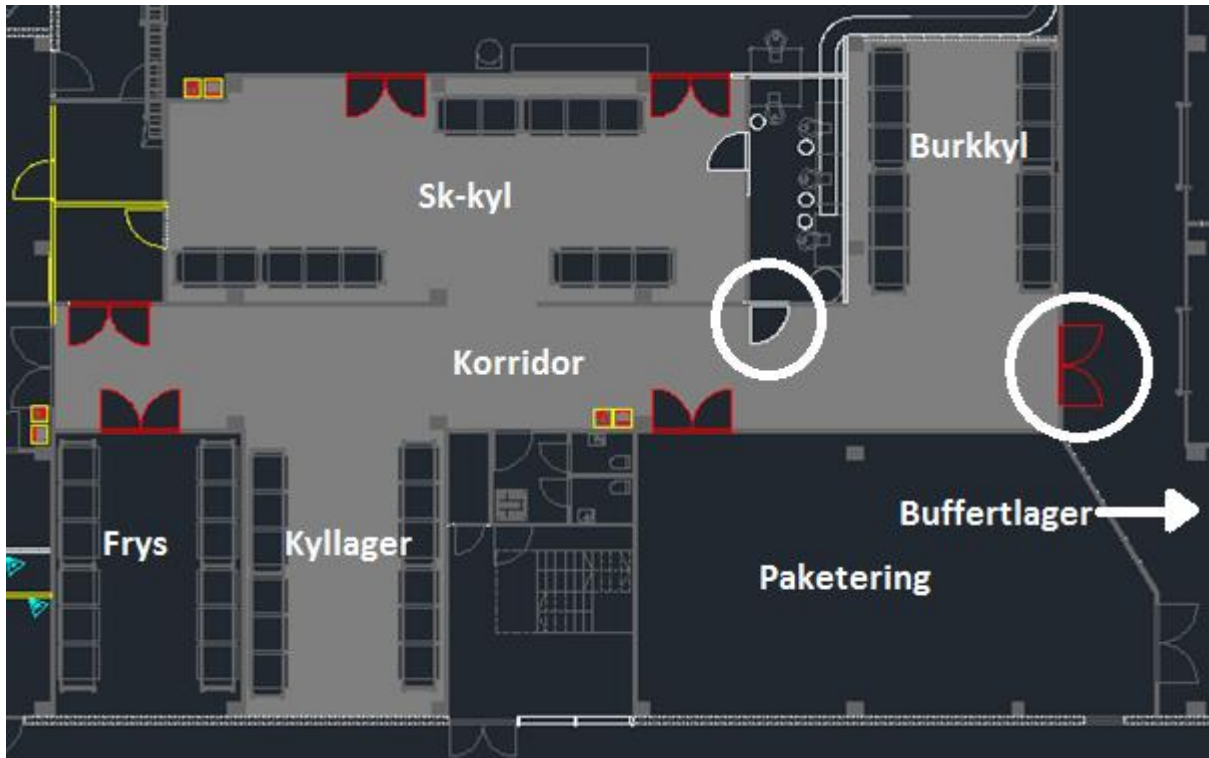 Burkkyl
Sk-kyl
Korridor
Buffertlager
Frys
Kyllager
Paketering